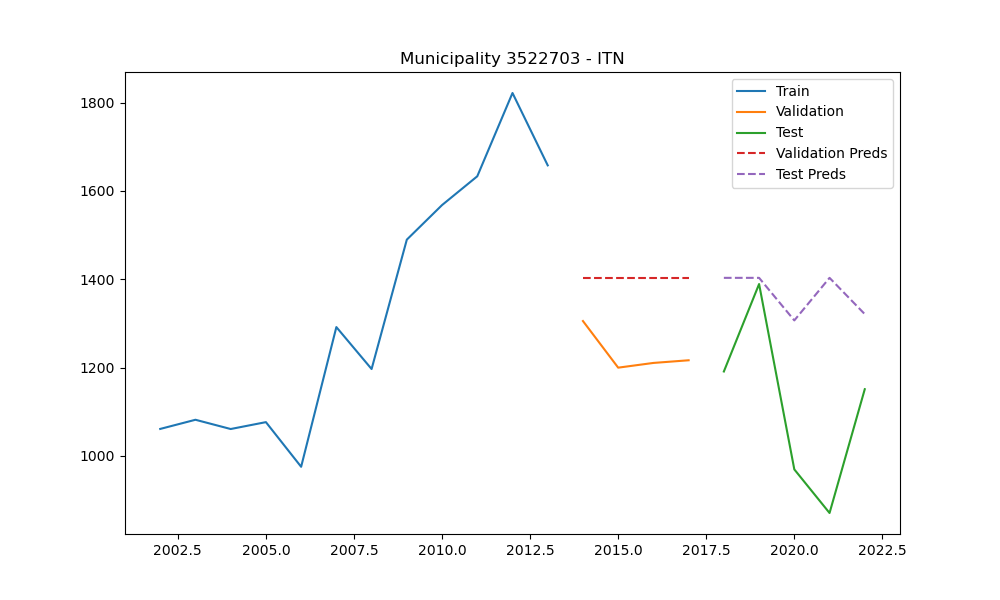 Municipality 3522703 - ITN
1800
1600
1400
1200
1000
Train
Validation
Test
Validation Preds
Test Preds
2002.5 2005.0 2007.5 2010.0 2012.5 2015.0 2017.5 2020.0 2022.5